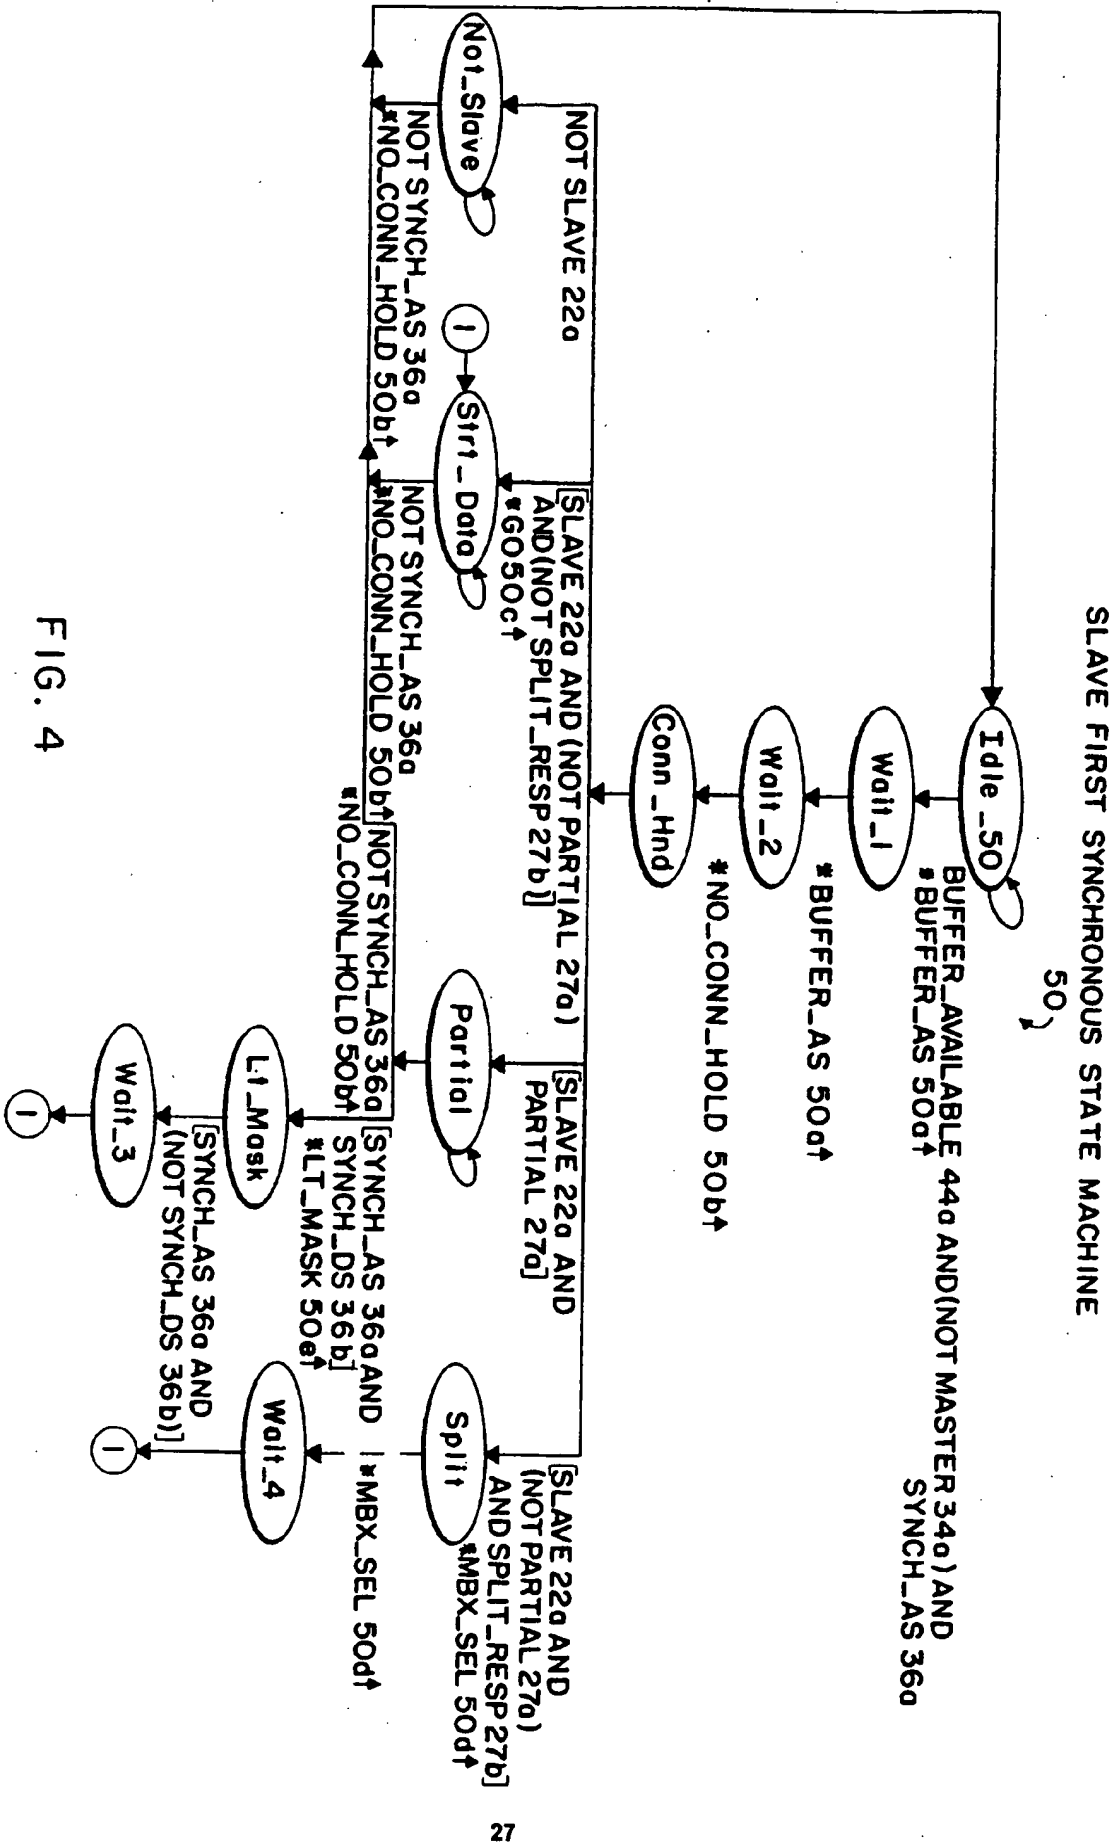 SLAVE FIRST SYNCHRONOUS STATE MACHINE
50
Idle_50
BUFFER_AVAILABLE 44a AND(NOT MASTER 34a) AND
SYNCH_AS 36a
*BUFFER_AS 50a↑
Wait_1
*BUFFER_AS 50a↑
Wait_2
*NO_CONN_HOLD 50b↑
Conn_Hnd
NOT SLAVE 22a
[SLAVE 22a AND (NOT PARTIAL 27a)
AND(NOT SPLIT_RESP 27b)]
*GO50c↑
[SLAVE 22a AND
PARTIAL 27a]
[SLAVE 22a AND
(NOT PARTIAL 27a)
AND SPLIT_RESP 27b]
*MBX_SEL 50d↑
Not_Slave
1
Strt_Data
Partial
Split
NOT SYNCH_AS 36a
*NO_CONN_HOLD 50b↑
NOT SYNCH_AS 36a
*NO_CONN_HOLD 50b↑
NOT SYNCH_AS 36a
*NO_CONN_HOLD 50b↑
[SYNCH_AS 36a AND
SYNCH_DS 36b]
*LT_MASK 50e↑
*MBX_SEL 50d↑
Lt_Mask
Wait_4
[SYNCH_AS 36a AND
(NOT SYNCH_DS 36b)]
Wait_3
1
1
FIG. 4
27